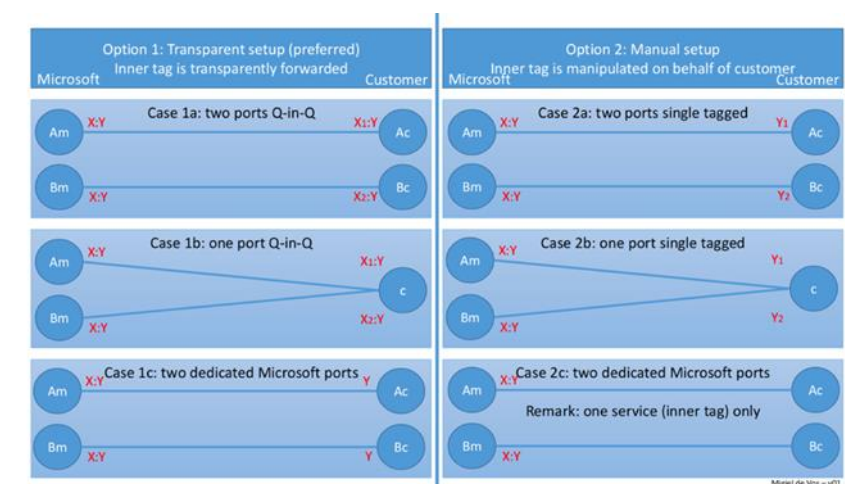 Option 1: Transparent setup (preferred)
Inner tag is transparently forwarded
Microsoft Customer
Case 1a: two ports Q-in-Q
Am X:Y X1:Y Ac
Bm X:Y X2:Y Bc
Case 1b: one port Q-in-Q
Am X:Y X1:Y
c
Bm X:Y X2:Y
Case 1c: two dedicated Microsoft ports
Am X:Y Y Ac
Bm X:Y Y Bc
Option 2: Manual setup
Inner tag is manipulated on behalf of customer
Microsoft Customer
Case 2a: two ports single tagged
Am X:Y Y1 Ac
Bm X:Y Y2 Bc
Case 2b: one port single tagged
Am X:Y Y1
c
Bm X:Y Y2
Case 2c: two dedicated Microsoft ports
Am X:Y Ac
Remark: one service (inner tag) only
Bm X:Y Bc